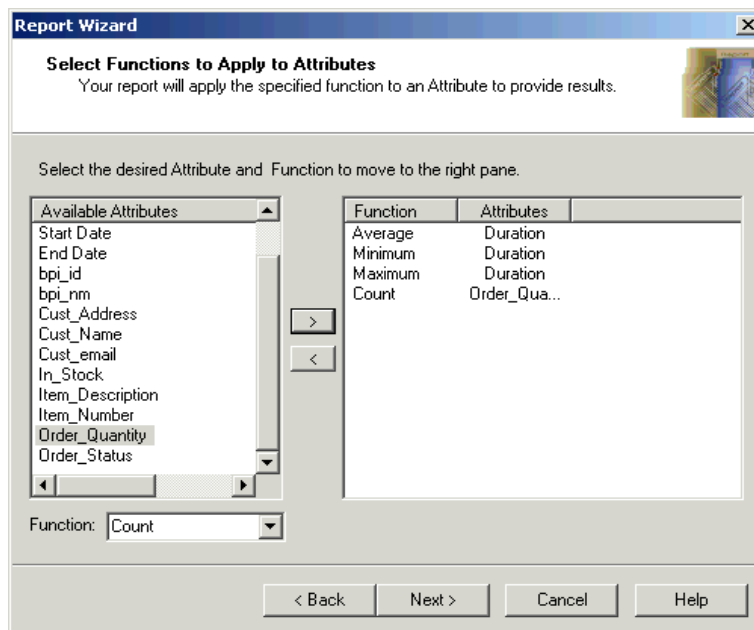 Report Wizard
Select Functions to Apply to Attributes
Your report will apply the specified function to an Attribute to provide results.
Select the desired Attribute and Function to move to the right pane.
Available Attributes
Start Date
End Date
bpi_id
bpi_nm
Cust_Address
Cust_Name
Cust_email
In_Stock
Item_Description
Item_Number
Order_Quantity
Order_Status
>
<
Function Attributes
Average Duration
Minimum Duration
Maximum Duration
Count Order_Qua...
Function: Count
< Back Next > Cancel Help